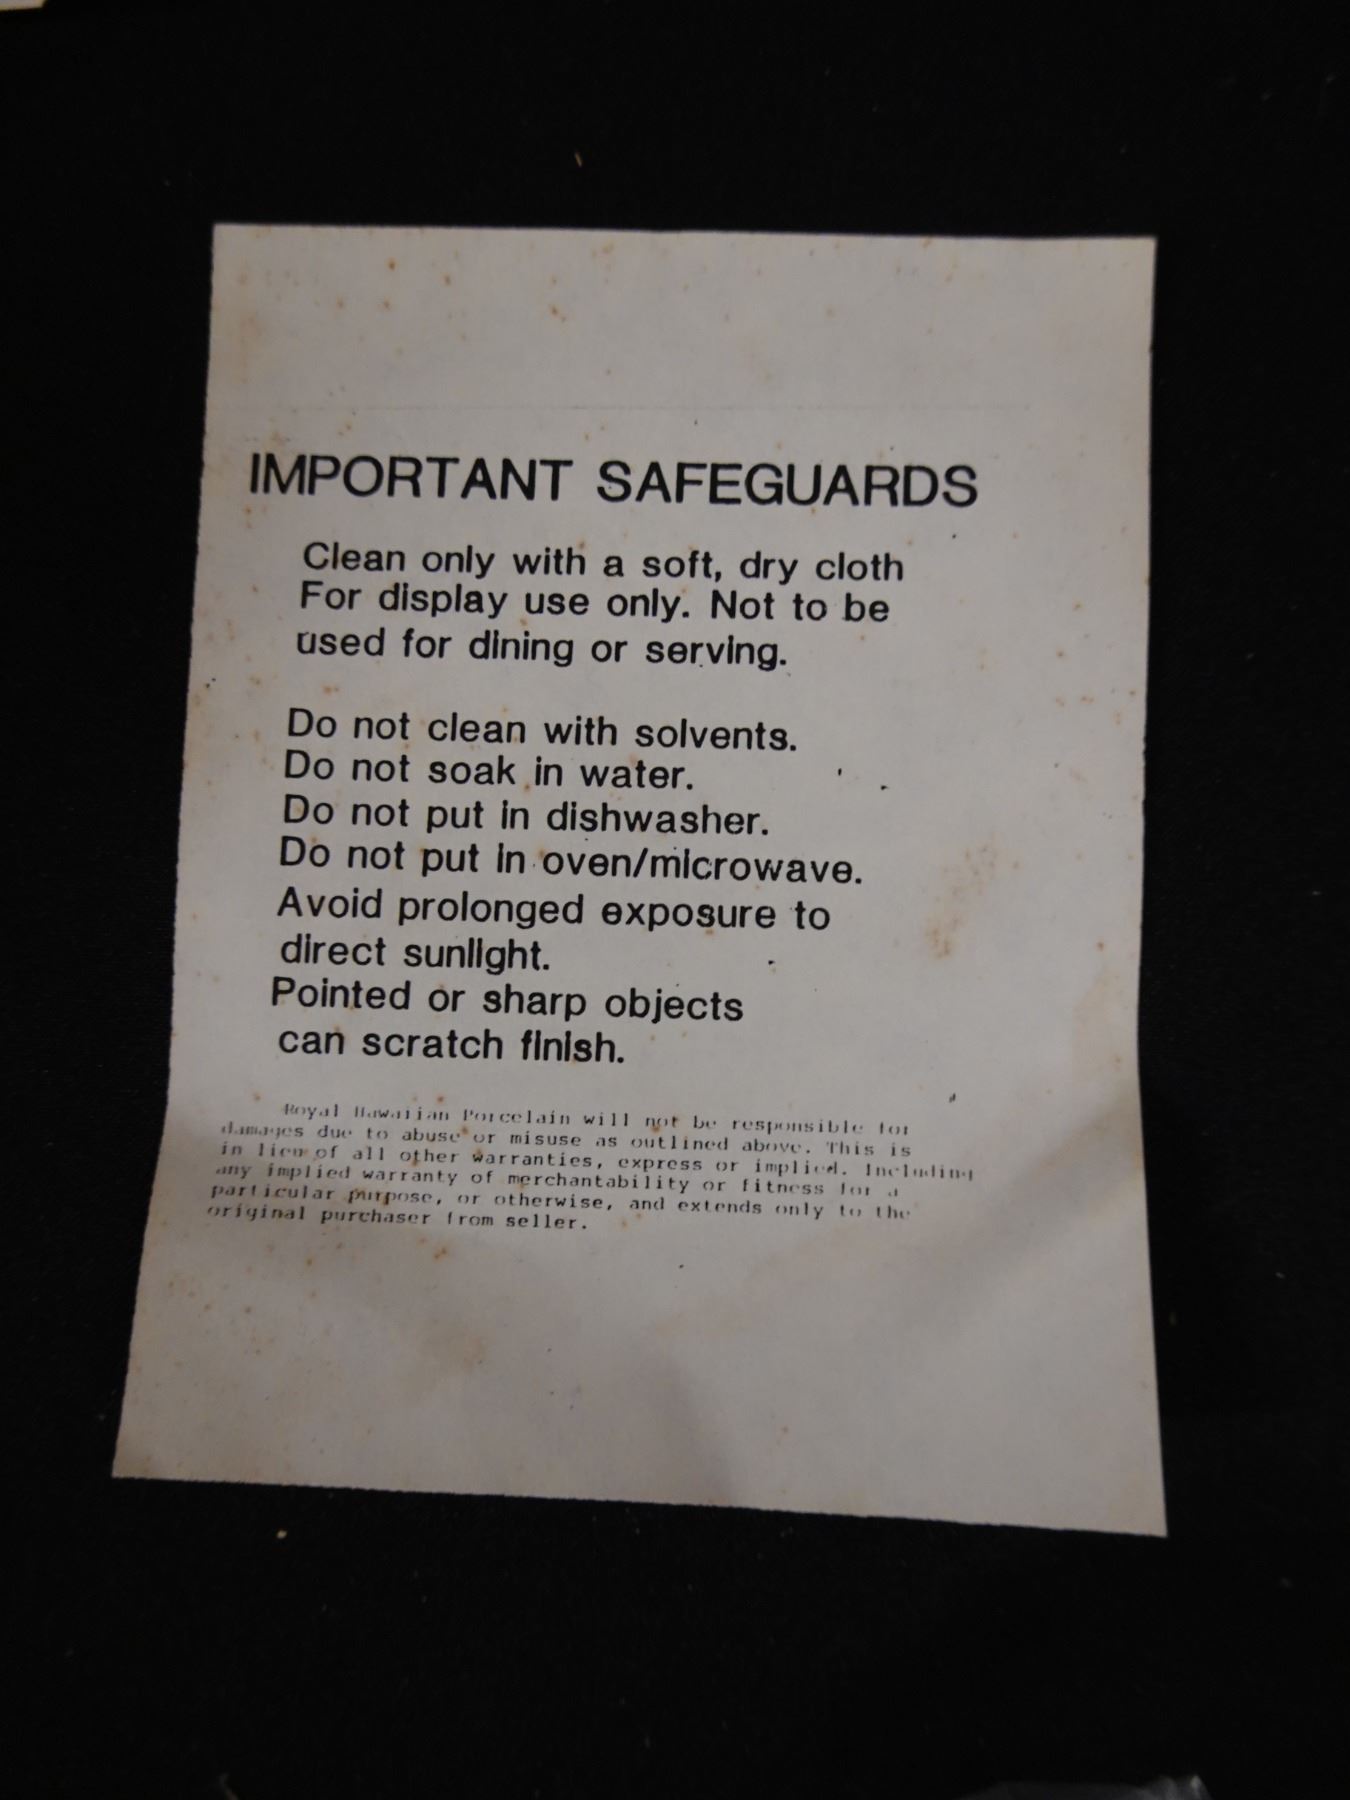 IMPORTANT SAFEGUARDS
Clean only with a soft, dry cloth
For display use only. Not to be
used for dining or serving.
Do not clean with solvents.
Do not soak in water.
Do not put in dishwasher.
Do not put in oven/microwave.
Avoid prolonged exposure to
direct sunlight.
Pointed or sharp objects
can scratch finish.
Royal Hawaiian Porcelain will not be responsible for
damages due to abuse or misuse as outlined above. This is
in lieu of all other warranties, express or implied. Including
any implied warranty of merchantability or fitness for a
particular purpose, or otherwise, and extends only to the
original purchaser from seller.